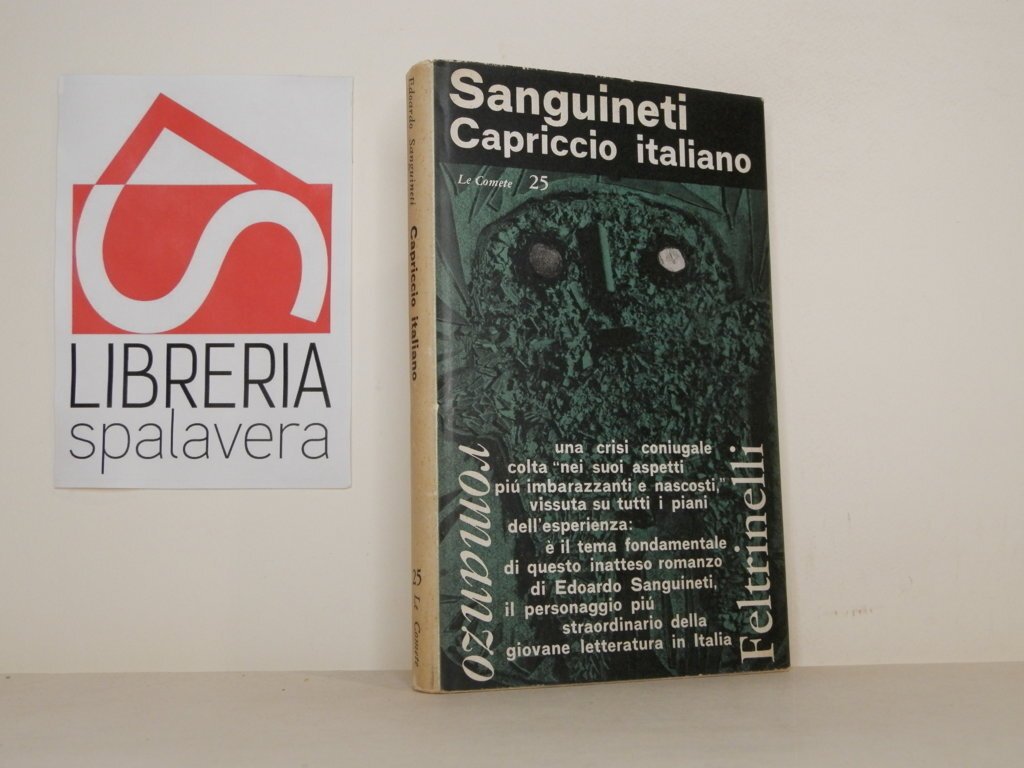 LIBRERIA
spalavera
Edoardo Sanguineti Capriccio italiano
25 Le Comete
Sanguineti
Capriccio italiano
Le Comete 25
una crisi coniugale
colta "nei suoi aspetti
piú imbarazzanti e nascosti,"
vissuta su tutti i piani
dell'esperienza:
è il tema fondamentale
di questo inatteso romanzo
di Edoardo Sanguineti,
il personaggio piú
straordinario della
giovane letteratura in Italia
romanzo
Feltrinelli